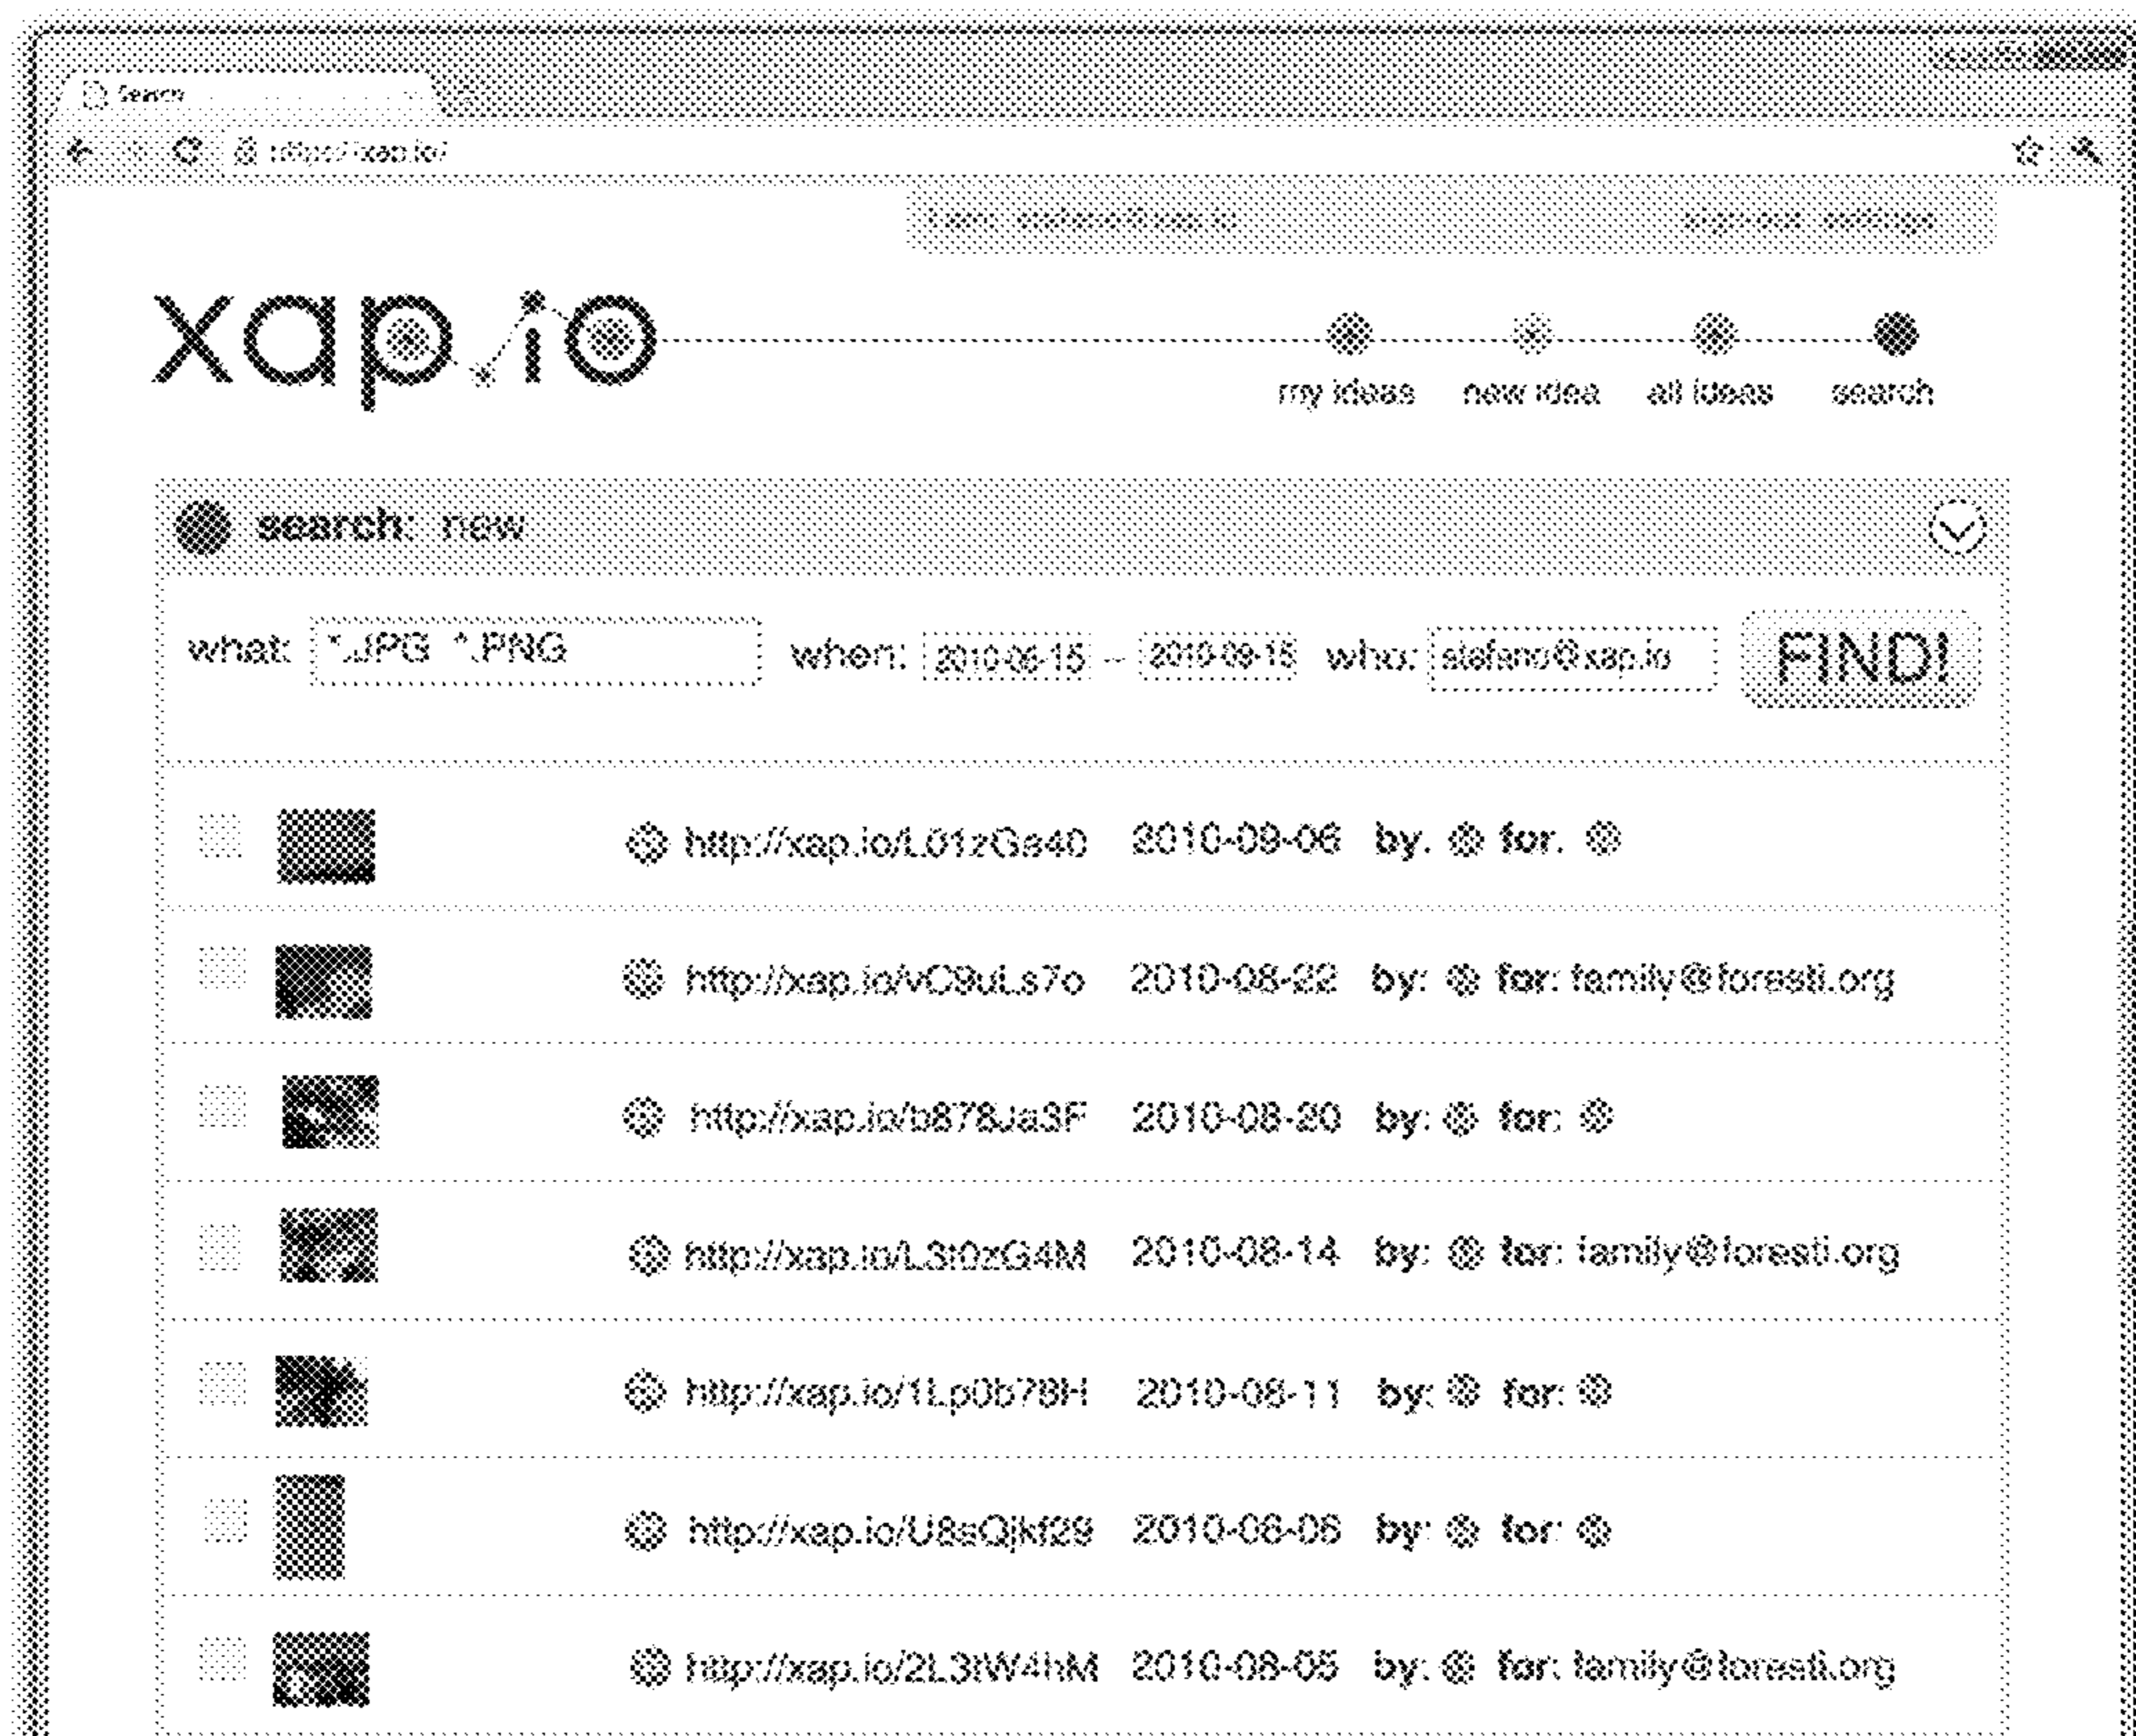 Search
https://xap.io/
xap.io
my ideas new idea all ideas search
search: new
what: *.JPG *.PNG when: 2010-06-15 – 2010-09-15 who: stefano@xap.io FIND!
http://xap.io/L01zGa40 2010-09-06 by: for:
http://xap.io/vC9uLs7o 2010-08-22 by: for: family@foresti.org
http://xap.io/b878Ja3F 2010-08-20 by: for:
http://xap.io/L3t0zG4M 2010-08-14 by: for: family@foresti.org
http://xap.io/1Lp0b78H 2010-08-11 by: for:
http://xap.io/U8sQjkf29 2010-08-06 by: for:
http://xap.io/2L3tW4hM 2010-08-05 by: for: family@foresti.org